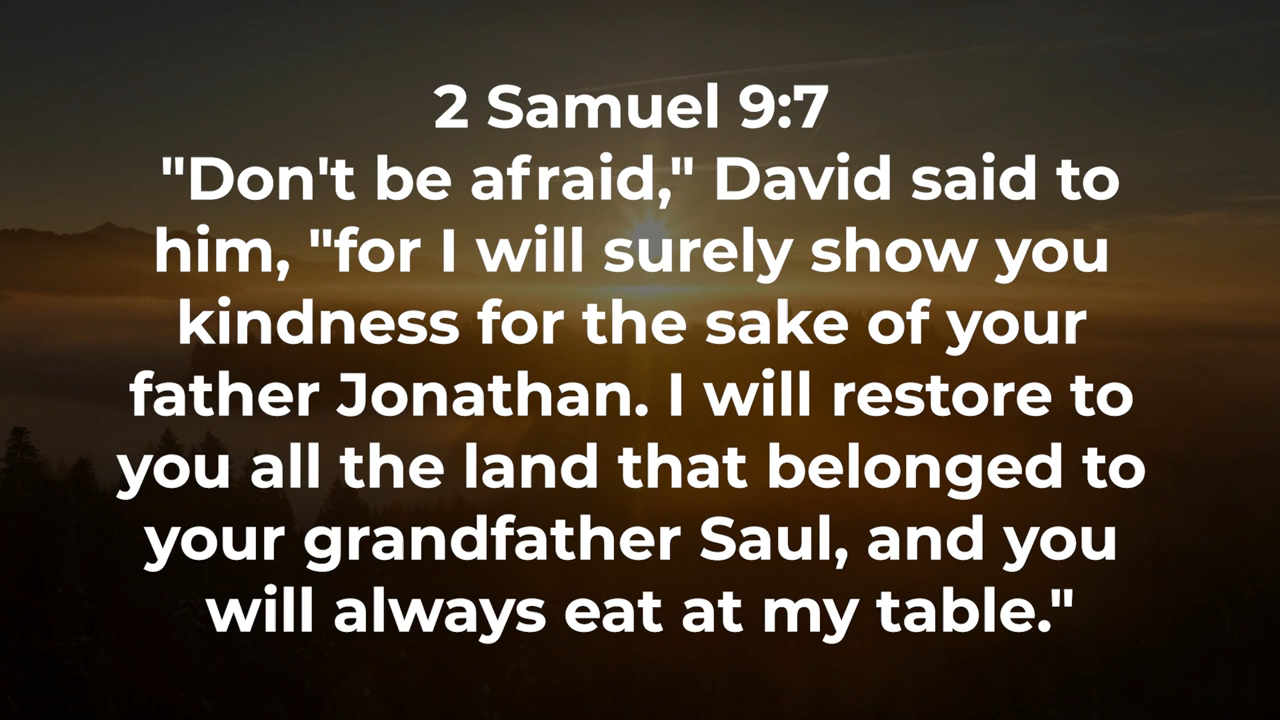 2 Samuel 9:7
"Don't be afraid," David said to
him, "for I will surely show you
kindness for the sake of your
father Jonathan. I will restore to
you all the land that belonged to
your grandfather Saul, and you
will always eat at my table."